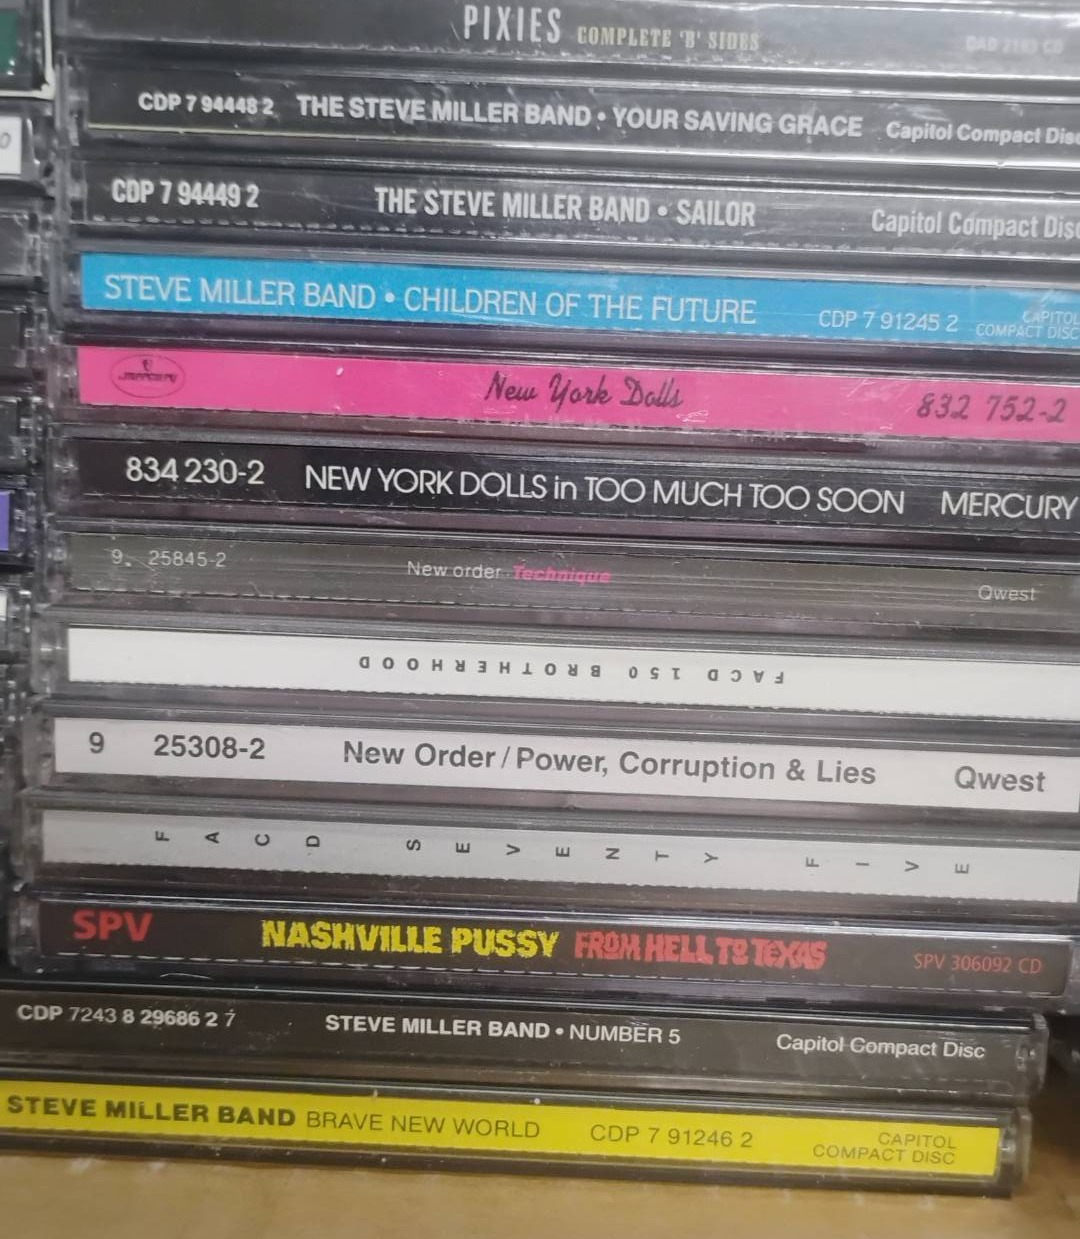 PIXIES COMPLETE 'B' SIDES CAD 2103 CD
CDP 7 94448 2 THE STEVE MILLER BAND • YOUR SAVING GRACE Capitol Compact Disc
CDP 7 94449 2 THE STEVE MILLER BAND • SAILOR Capitol Compact Disc
STEVE MILLER BAND • CHILDREN OF THE FUTURE CDP 7 91245 2 CAPITOL
COMPACT DISC
mercury New York Dolls 832 752-2
834 230-2 NEW YORK DOLLS in TOO MUCH TOO SOON MERCURY
9. 25845-2 New order Technique Qwest
FACD 150 BROTHERHOOD
9 25308-2 New Order / Power, Corruption & Lies Qwest
FACD SEVENTY FIVE
SPV NASHVILLE PUSSY FROM HELL TO TEXAS SPV 306092 CD
CDP 7243 8 29686 2 7 STEVE MILLER BAND • NUMBER 5 Capitol Compact Disc
STEVE MILLER BAND BRAVE NEW WORLD CDP 7 91246 2 CAPITOL
COMPACT DISC